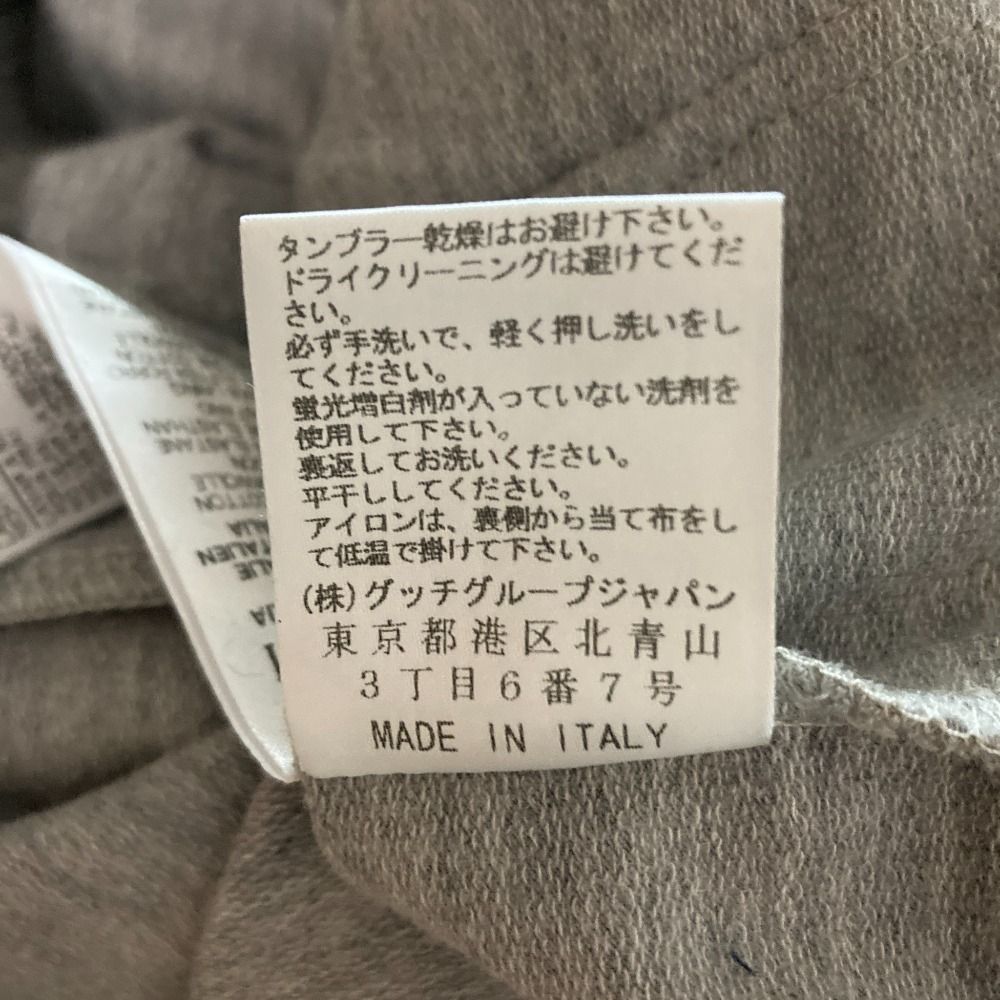 タンブラー乾燥はお避け下さい。
ドライクリーニングは避けてくだ
さい。
必ず手洗いで、軽く押し洗いをし
てください。
蛍光増白剤が入っていない洗剤を
使用して下さい。
裏返してお洗いください。
平干ししてください。
アイロンは、裏側から当て布をし
て低温で掛けて下さい。
(株)グッチグループジャパン
東京都港区北青山
3丁目6番7号
MADE IN ITALY